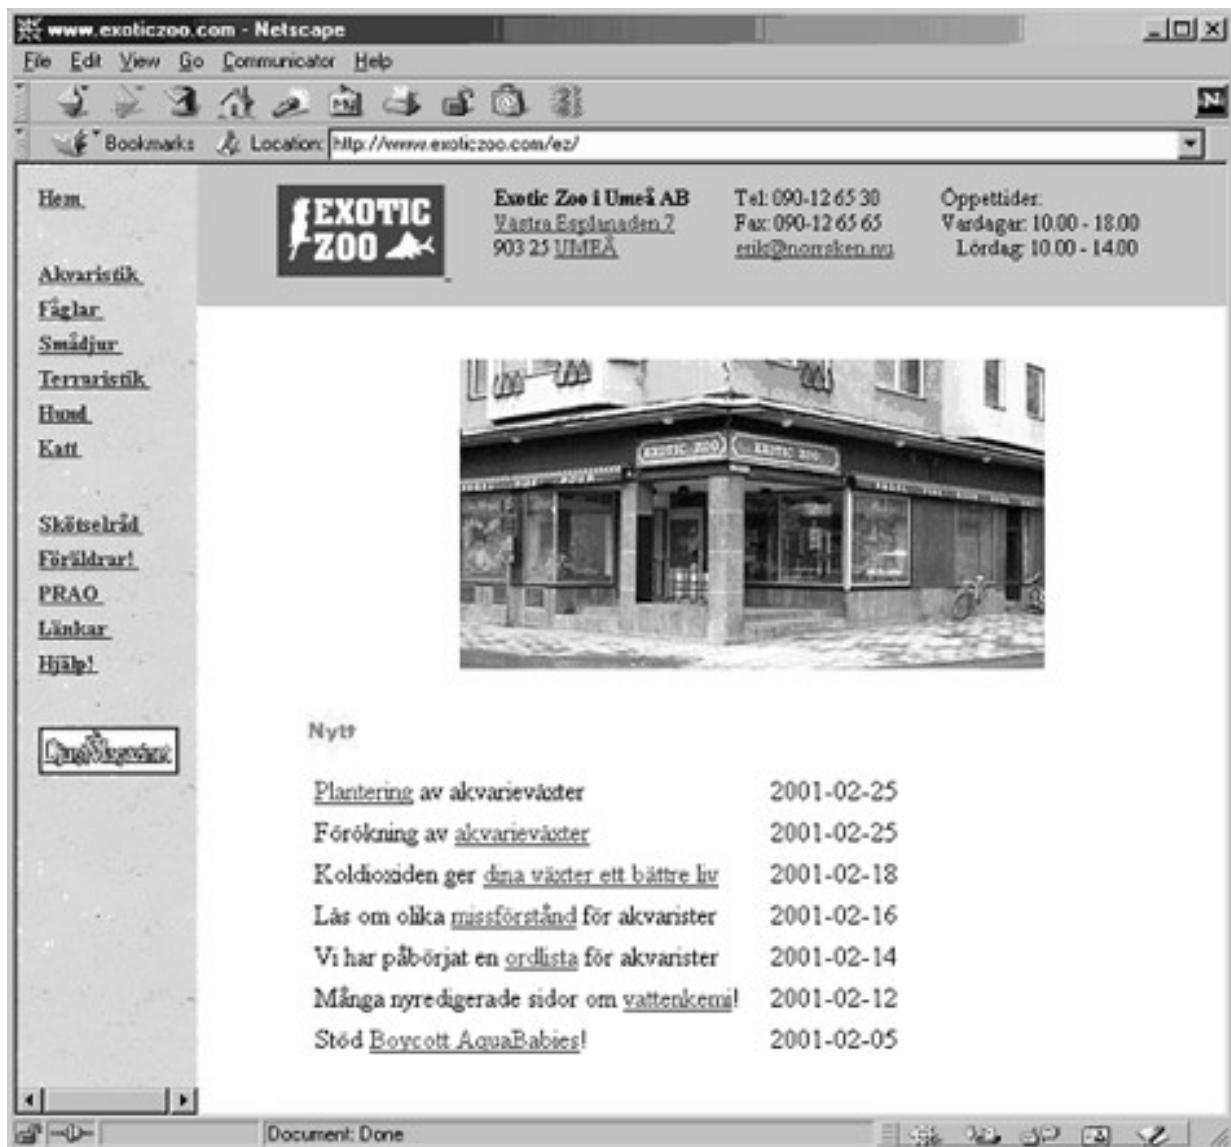 www.exoticzoo.com - Netscape
File Edit View Go Communicator Help
Bookmarks Location: http://www.exoticzoo.com/ez/
Hem
Akvaristik
Fåglar
Smådjur
Terraristik
Hund
Katt
Skötselråd
Föräldrar!
PRAO
Länkar
Hjälp!
EXOTIC
ZOO
Exotic Zoo i Umeå AB
Västra Esplanaden 7
903 25 UMEÅ
Tel: 090-12 65 30
Fax: 090-12 65 65
erik@norrsken.nu
Öppettider:
Vardagar: 10.00 - 18.00
Lördag: 10.00 - 14.00
EXOTIC ZOO
EXOTIC ZOO
Nytt
Plantering av akvarieväxter 2001-02-25
Förökning av akvarieväxter 2001-02-25
Koldioxiden ger dina växter ett bättre liv 2001-02-18
Läs om olika missförstånd för akvarister 2001-02-16
Vi har påbörjat en ordlista för akvarister 2001-02-14
Många nyredigerade sidor om vattenkemi! 2001-02-12
Stöd Boycott AquaBabies! 2001-02-05
Document: Done